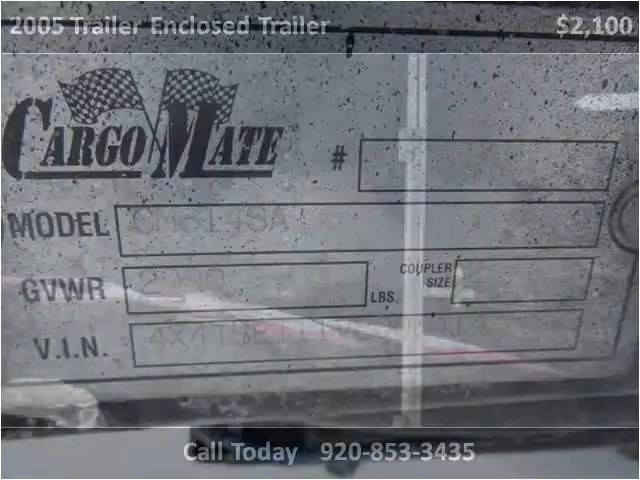 2005 Trailer Enclosed Trailer $2,100
CARGO MATE #
MODEL
GVWR LBS. COUPLER SIZE
V.I.N.
Call Today 920-853-3435